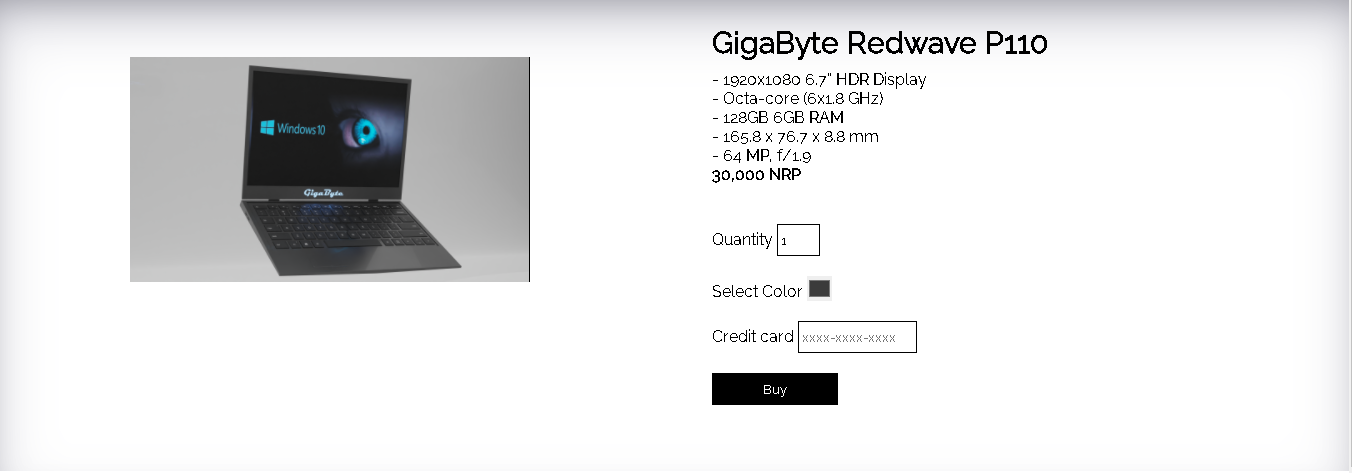 GigaByte Redwave P110
- 1920x1080 6.7" HDR Display
- Octa-core (6x1.8 GHz)
- 128GB 6GB RAM
- 165.8 x 76.7 x 8.8 mm
- 64 MP, f/1.9
30,000 NRP
Windows 10
GigaByte
Quantity 1
Select Color
Credit card xxxx-xxxx-xxxx
Buy